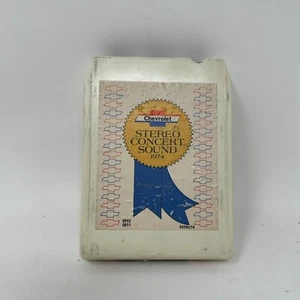 Chevrolet
STEREO
CONCERT
SOUND
1974